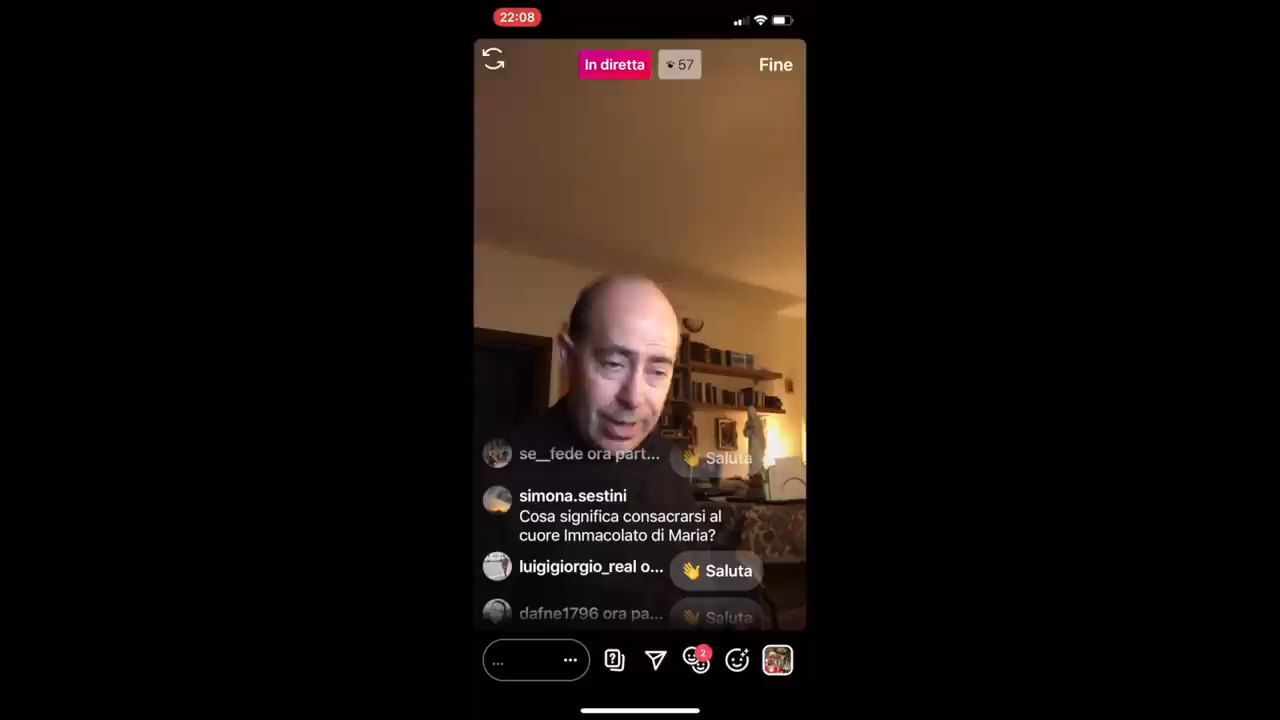 22:08
In diretta
57
Fine
se__fede ora part...
👋 Saluta
simona.sestini
Cosa significa consacrarsi al
cuore Immacolato di Maria?
luigigiorgio_real o...
👋 Saluta
dafne1796 ora pa...
👋 Saluta
...
2